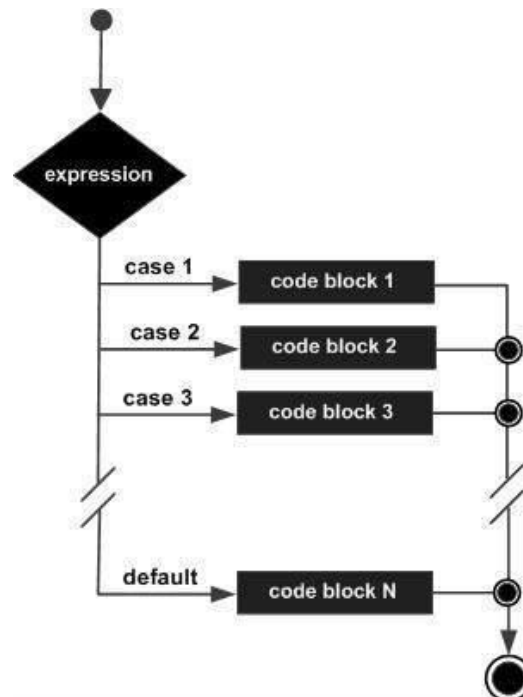 expression
case 1
code block 1
case 2
code block 2
case 3
code block 3
default
code block N